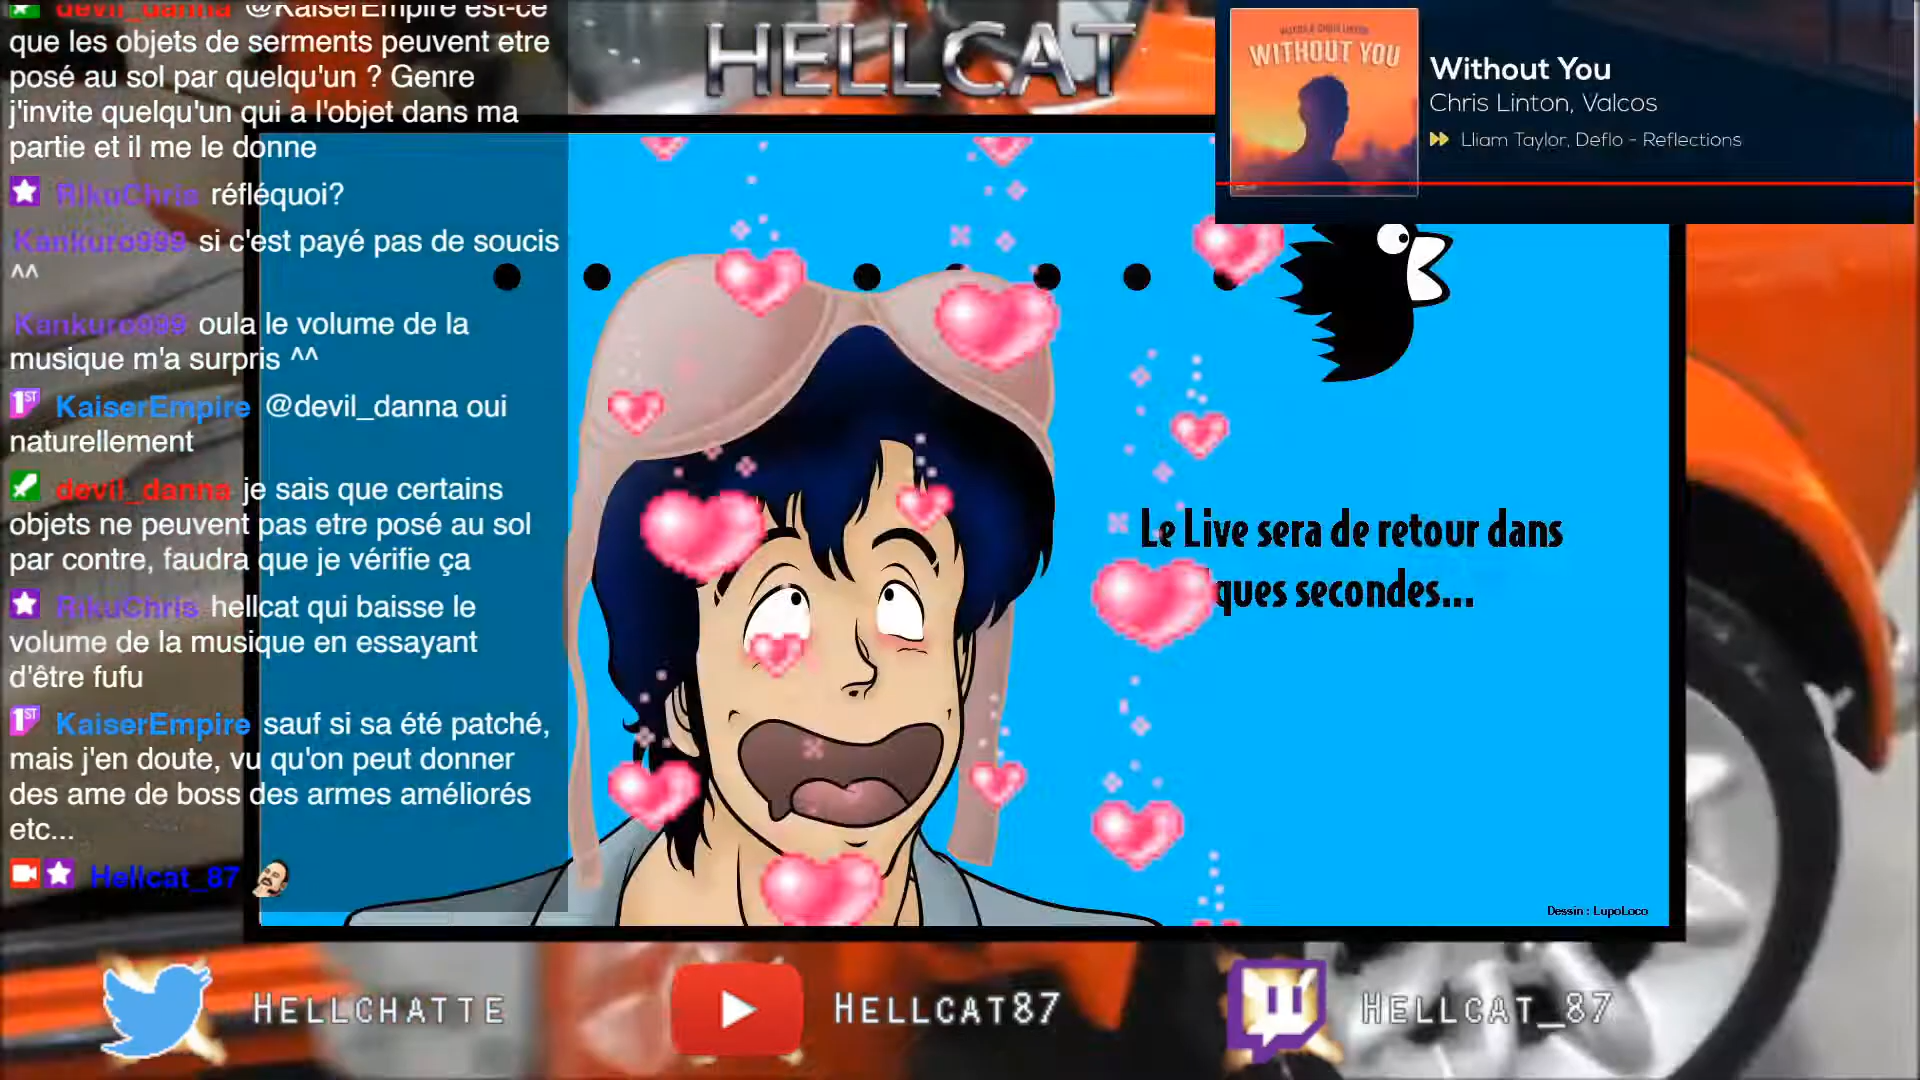 devil_danna @KaiserEmpire est-ce
que les objets de serments peuvent etre
posé au sol par quelqu'un ? Genre
j'invite quelqu'un qui a l'objet dans ma
partie et il me le donne
RikuChris réfléquoi?
Kankuro999 si c'est payé pas de soucis
^^
Kankuro999 oula le volume de la
musique m'a surpris ^^
1ST KaiserEmpire @devil_danna oui
naturellement
devil_danna je sais que certains
objets ne peuvent pas etre posé au sol
par contre, faudra que je vérifie ça
RikuChris hellcat qui baisse le
volume de la musique en essayant
d'être fufu
1ST KaiserEmpire sauf si sa été patché,
mais j'en doute, vu qu'on peut donner
des ame de boss des armes améliorés
etc...
Hellcat_87
HELLCAT
WITHOUT YOU
Without You
Chris Linton, Valcos
Lliam Taylor, Deflo - Reflections
Le Live sera de retour dans
ques secondes...
Dessin : LupoLoco
HELLCHATTE
HELLCAT87
HELLCAT_87